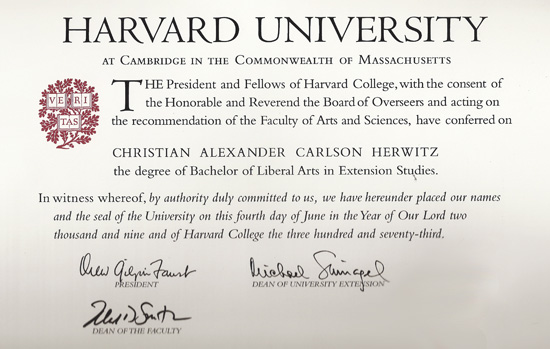 HARVARD UNIVERSITY
AT CAMBRIDGE IN THE COMMONWEALTH OF MASSACHUSETTS
VE RI
TAS
THE President and Fellows of Harvard College, with the consent of
the Honorable and Reverend the Board of Overseers and acting on
the recommendation of the Faculty of Arts and Sciences, have conferred on
CHRISTIAN ALEXANDER CARLSON HERWITZ
the degree of Bachelor of Liberal Arts in Extension Studies.
In witness whereof, by authority duly committed to us, we have hereunder placed our names
and the seal of the University on this fourth day of June in the Year of Our Lord two
thousand and nine and of Harvard College the three hundred and seventy-third.
Drew Gilpin Faust Michael Shinagel
PRESIDENT DEAN OF UNIVERSITY EXTENSION
DEAN OF THE FACULTY